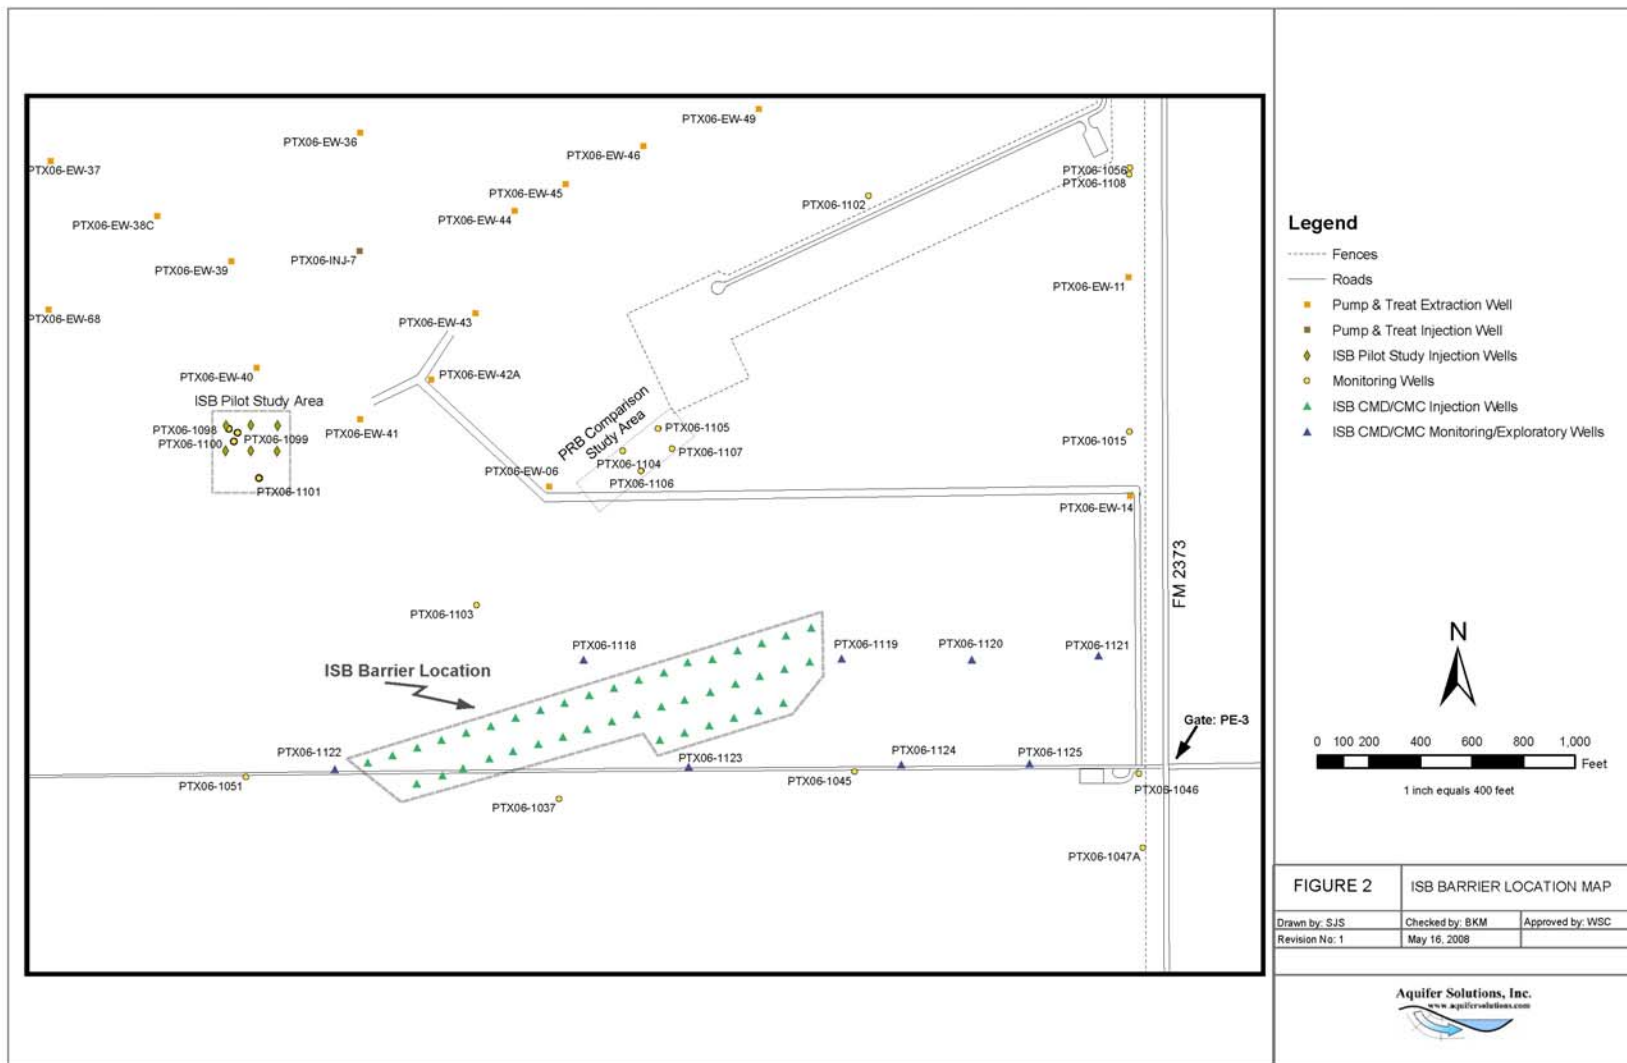 PTX06-EW-49
PTX06-EW-36
PTX06-EW-46
PTX06-EW-37
PTX06-1056
PTX06-1108
PTX06-EW-45
PTX06-1102
PTX06-EW-44
PTX06-EW-38C
PTX06-INJ-7
PTX06-EW-39
PTX06-EW-11
PTX06-EW-68
PTX06-EW-43
PTX06-EW-40
PTX06-EW-42A
ISB Pilot Study Area
PTX06-1098
PTX06-1100
PTX06-1099
PTX06-EW-41
PTX06-1101
PRB Comparison
Study Area
PTX06-1105
PTX06-1107
PTX06-1104
PTX06-1106
PTX06-EW-06
PTX06-1015
PTX06-EW-14
FM 2373
PTX06-1103
PTX06-1118
PTX06-1119
PTX06-1120
PTX06-1121
ISB Barrier Location
Gate: PE-3
PTX06-1122
PTX06-1123
PTX06-1124
PTX06-1125
PTX06-1051
PTX06-1037
PTX06-1045
PTX06-1046
PTX06-1047A
Legend
Fences
Roads
Pump & Treat Extraction Well
Pump & Treat Injection Well
ISB Pilot Study Injection Wells
Monitoring Wells
ISB CMD/CMC Injection Wells
ISB CMD/CMC Monitoring/Exploratory Wells
N
0 100 200 400 600 800 1,000
Feet
1 inch equals 400 feet
FIGURE 2
ISB BARRIER LOCATION MAP
Drawn by: SJS
Checked by: BKM
Approved by: WSC
Revision No: 1
May 16, 2008
Aquifer Solutions, Inc.
www.aquifersolutions.com